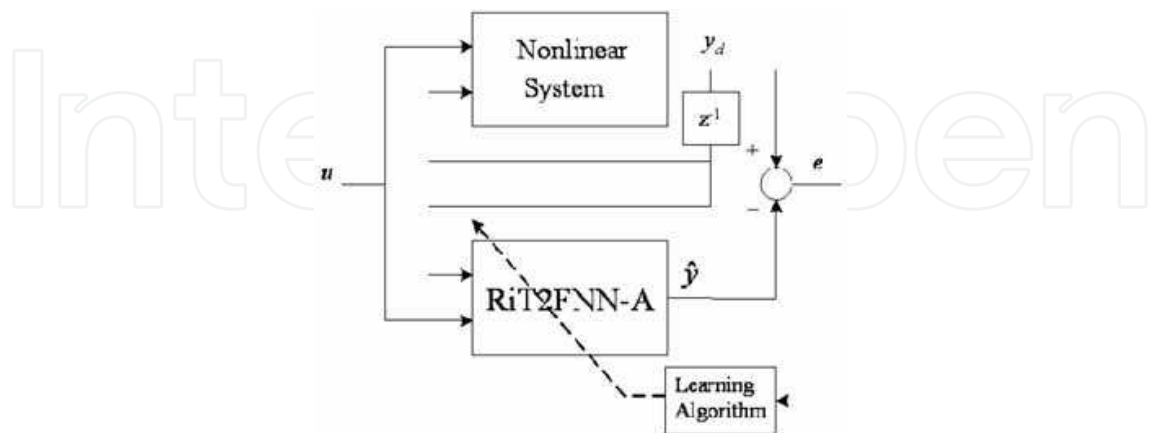 Nonlinear
System
y_d
z^-1
+
u
e
−
ŷ
RiT2FNN-A
Learning
Algorithm